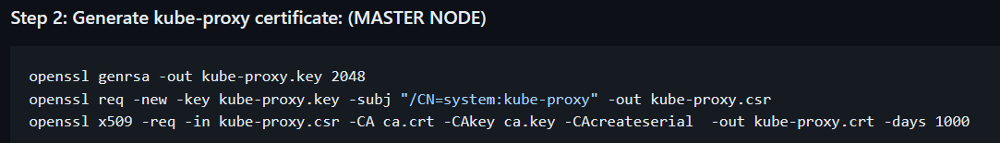 Step 2: Generate kube-proxy certificate: (MASTER NODE)
openssl genrsa -out kube-proxy.key 2048
openssl req -new -key kube-proxy.key -subj "/CN=system:kube-proxy" -out kube-proxy.csr
openssl x509 -req -in kube-proxy.csr -CA ca.crt -CAkey ca.key -CAcreateserial  -out kube-proxy.crt -days 1000